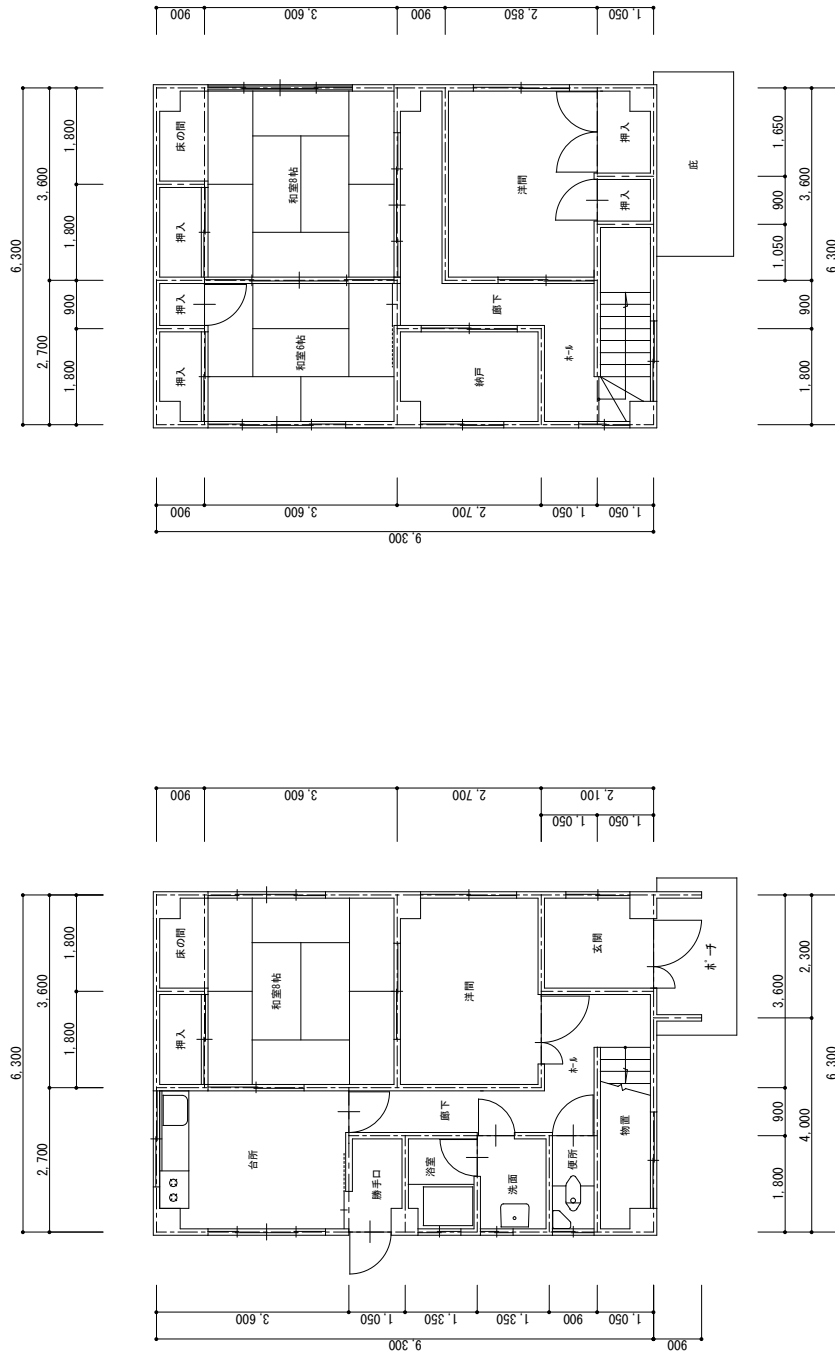 900
3,600
900
2,850
1,050
6,300
3,600
2,700
1,800
1,800
900
1,800
床の間
押入
押入
押入
和室8帖
和室6帖
洋間
廊下
納戸
ホール
押入
押入
庇
1,650
900
1,050
3,600
900
1,800
6,300
900
3,600
2,700
1,050
1,050
9,300
900
3,600
2,700
2,100
1,050
1,050
6,300
3,600
2,700
1,800
1,800
床の間
押入
和室8帖
台所
洋間
廊下
勝手口
浴室
洗面
便所
ホール
玄関
物置
ポーチ
2,300
4,000
3,600
900
1,800
6,300
3,600
1,050
1,350
1,350
900
1,050
9,300
900